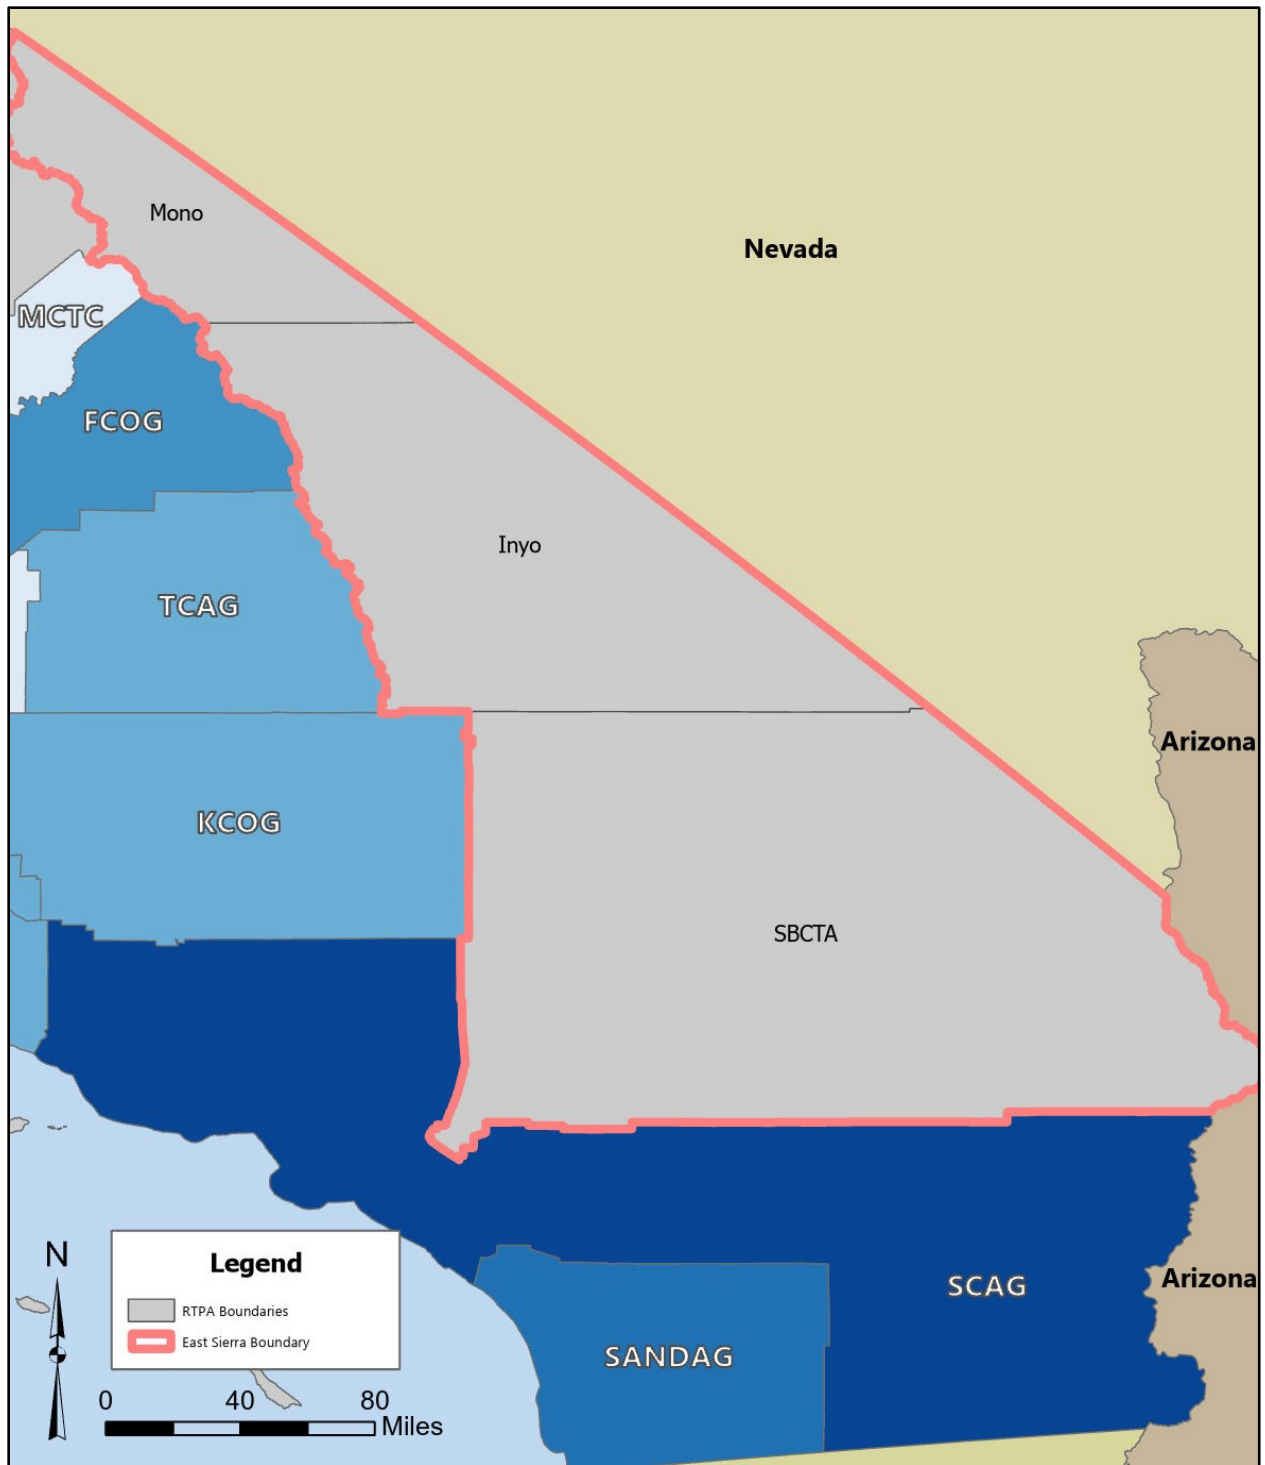 Mono
Nevada
MCTC
FCOG
Inyo
TCAG
Arizona
KCOG
SBCTA
N
Legend
RTPA Boundaries
East Sierra Boundary
SCAG
Arizona
SANDAG
0 40 80
Miles